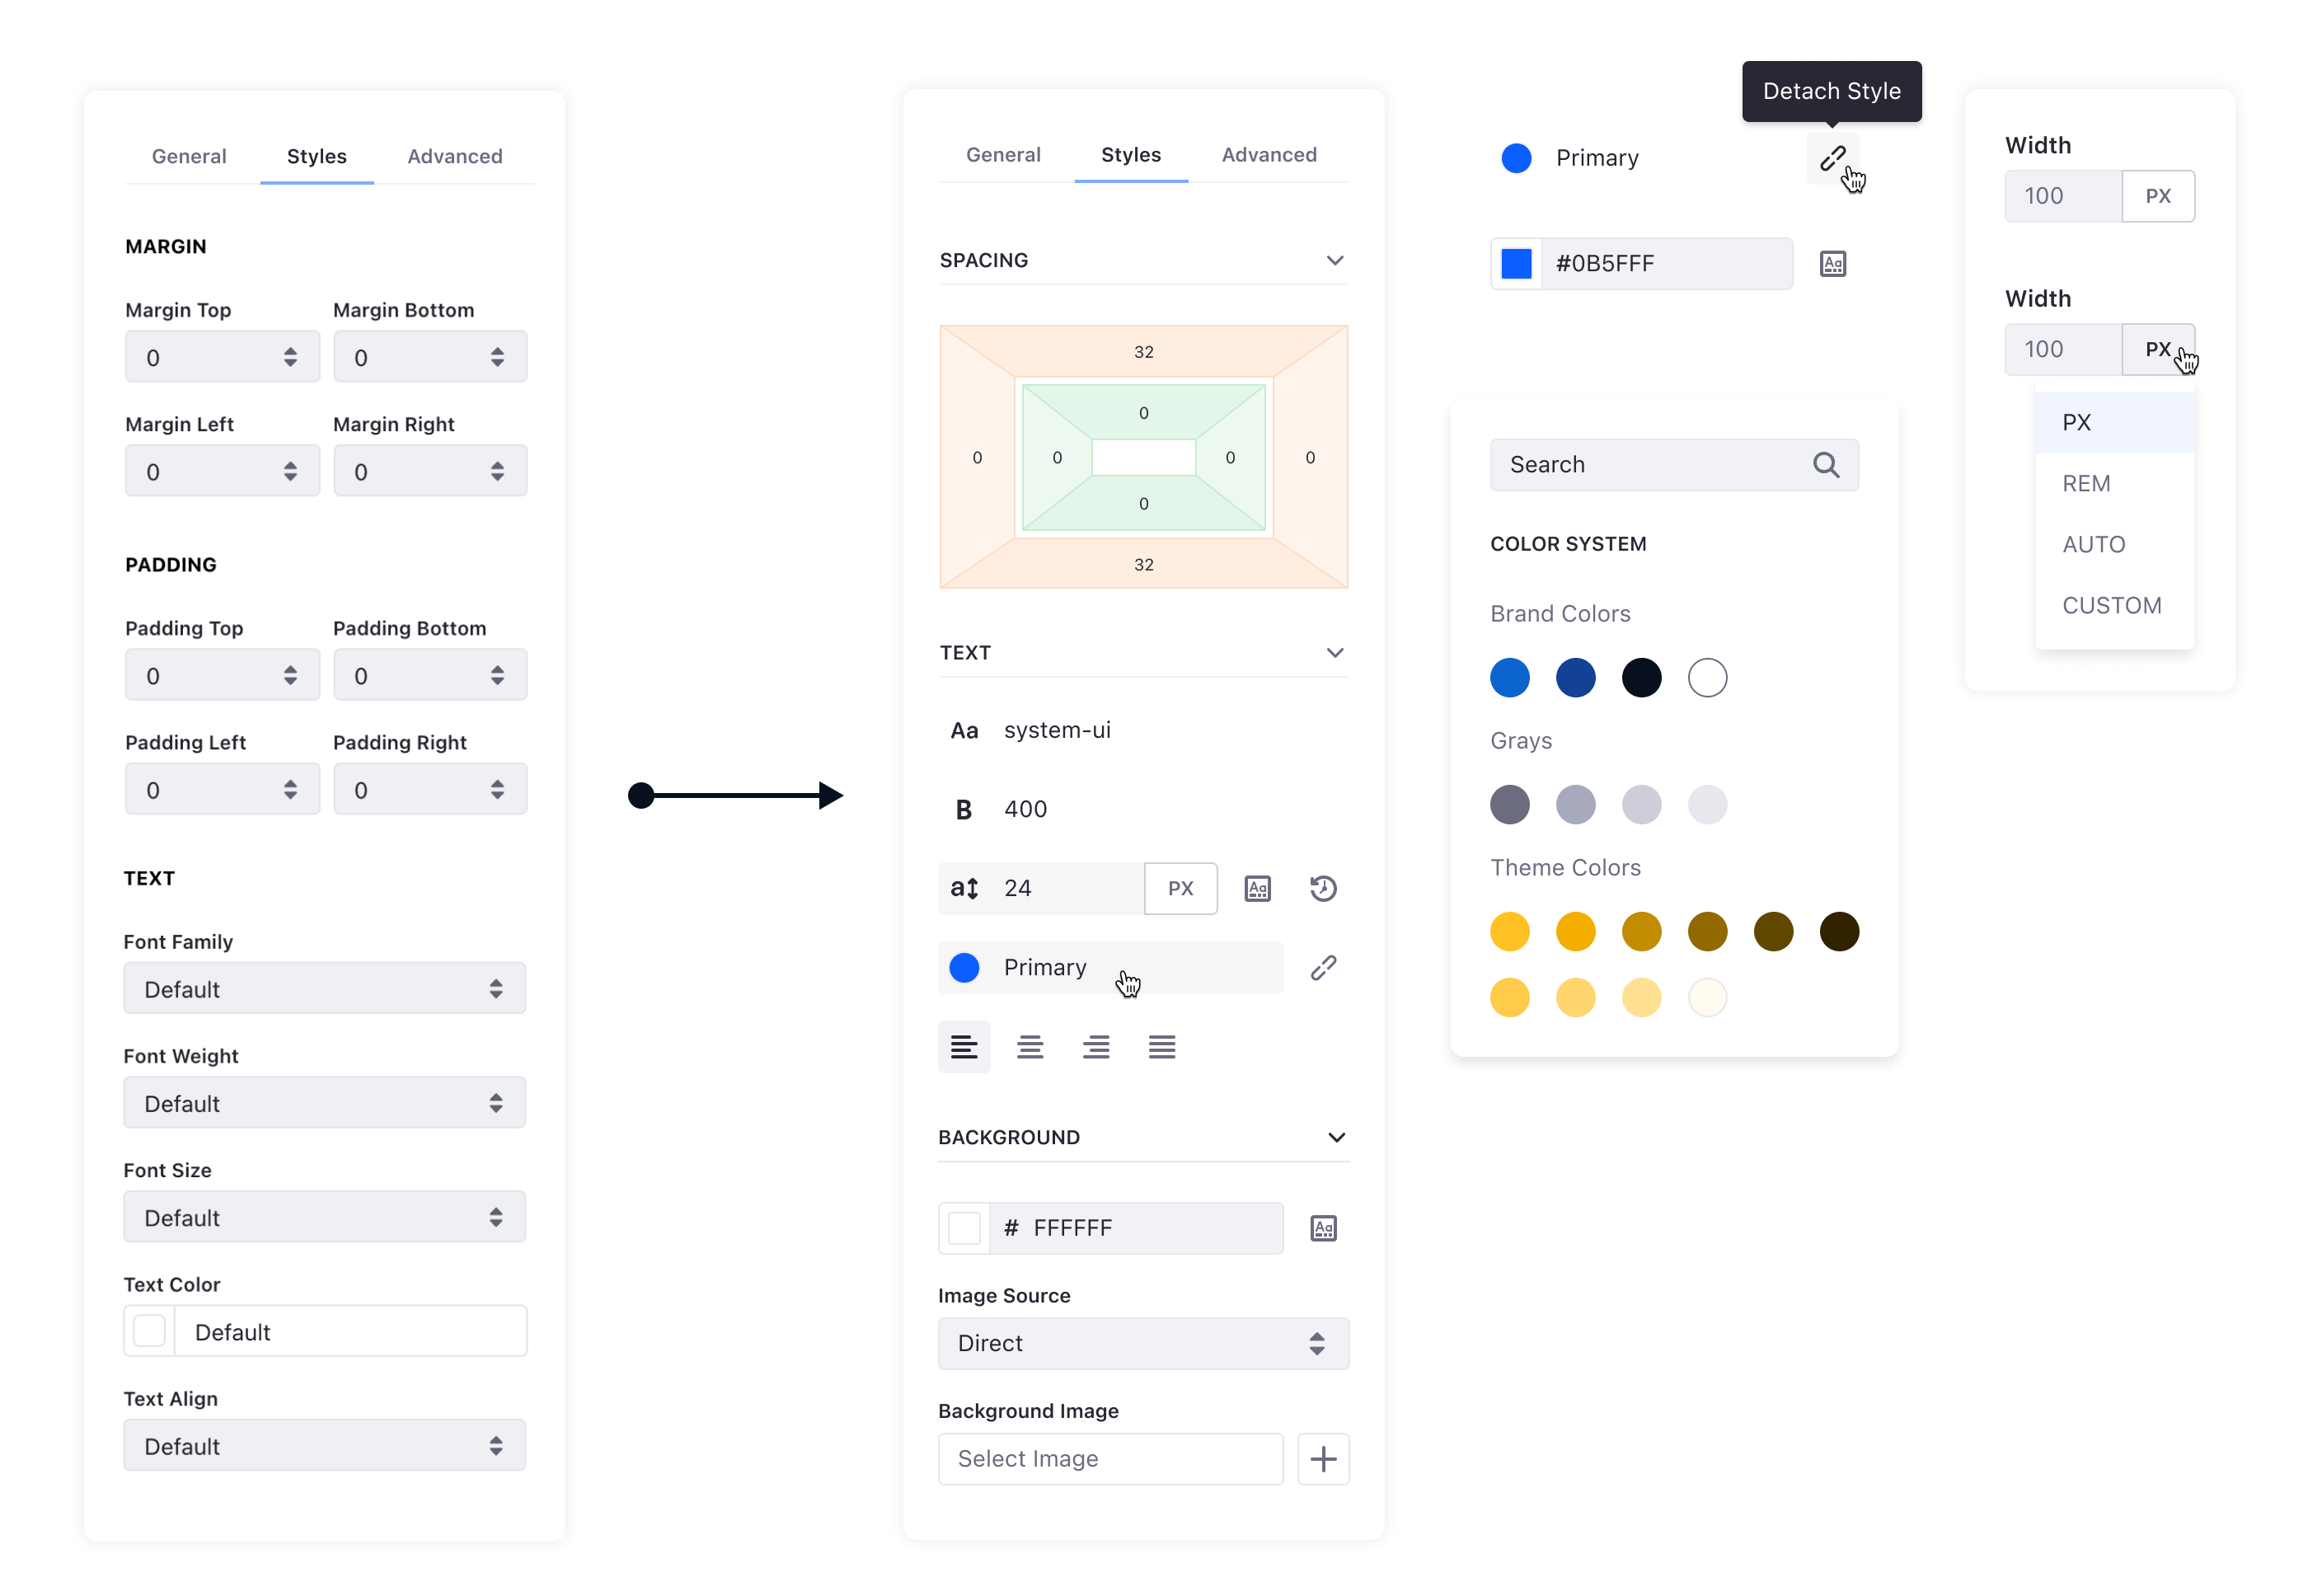 General Styles Advanced
MARGIN
Margin Top Margin Bottom
0 0
Margin Left Margin Right
0 0
PADDING
Padding Top Padding Bottom
0 0
Padding Left Padding Right
0 0
TEXT
Font Family
Default
Font Weight
Default
Font Size
Default
Text Color
Default
Text Align
Default
General Styles Advanced
SPACING
32
0
0 0 0 0
0
32
TEXT
Aa system-ui
B 400
a 24 PX Aa
Primary
BACKGROUND
# FFFFFF Aa
Image Source
Direct
Background Image
Select Image
Detach Style
Primary
#0B5FFF Aa
Search
COLOR SYSTEM
Brand Colors
Grays
Theme Colors
Width
100 PX
Width
100 PX
PX
REM
AUTO
CUSTOM